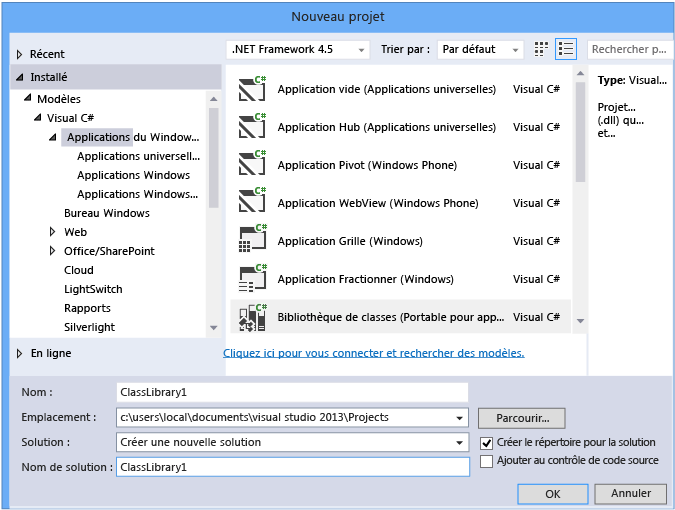 Nouveau projet
Récent
.NET Framework 4.5
Trier par :
Par défaut
Rechercher p...
Installé
Modèles
Visual C#
Applications du Window...
Applications universell...
Applications Windows
Applications Windows...
Bureau Windows
Web
Office/SharePoint
Cloud
LightSwitch
Rapports
Silverlight
En ligne
Application vide (Applications universelles) Visual C#
Application Hub (Applications universelles) Visual C#
Application Pivot (Windows Phone) Visual C#
Application WebView (Windows Phone) Visual C#
Application Grille (Windows) Visual C#
Application Fractionner (Windows) Visual C#
Bibliothèque de classes (Portable pour app... Visual C#
Cliquez ici pour vous connecter et rechercher des modèles.
Type: Visual...
Projet...
(.dll) qu...
et...
Nom : ClassLibrary1
Emplacement : c:\users\local\documents\visual studio 2013\Projects
Parcourir...
Solution : Créer une nouvelle solution
Créer le répertoire pour la solution
Nom de solution : ClassLibrary1
Ajouter au contrôle de code source
OK
Annuler